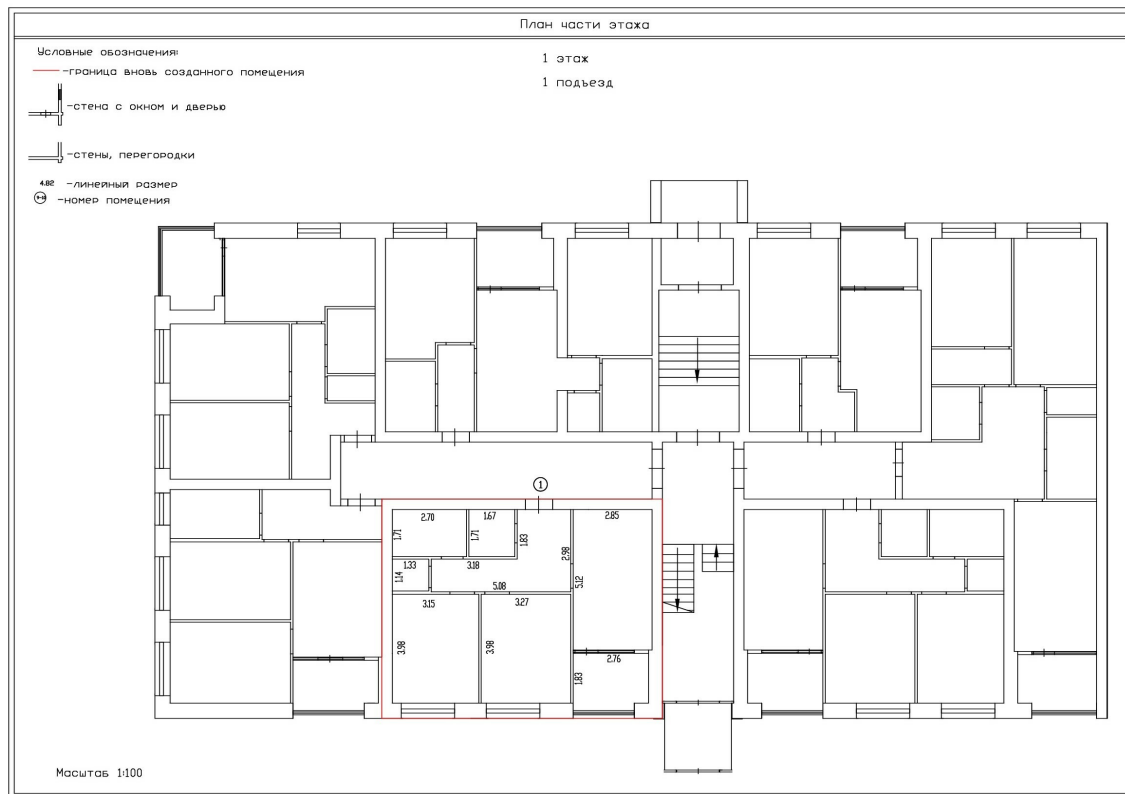 План части этажа
Условные обозначения:
-граница вновь созданного помещения
-стена с окном и дверью
-стены, перегородки
4.82 -линейный размер
-номер помещения
1 этаж
1 подъезд
1
2.70 1.67 2.85
1.71 1.71 1.83 2.98
1.33 3.18
1.14 5.08 5.12
3.15 3.27
3.98 3.98
2.76
1.83
Масштаб 1:100